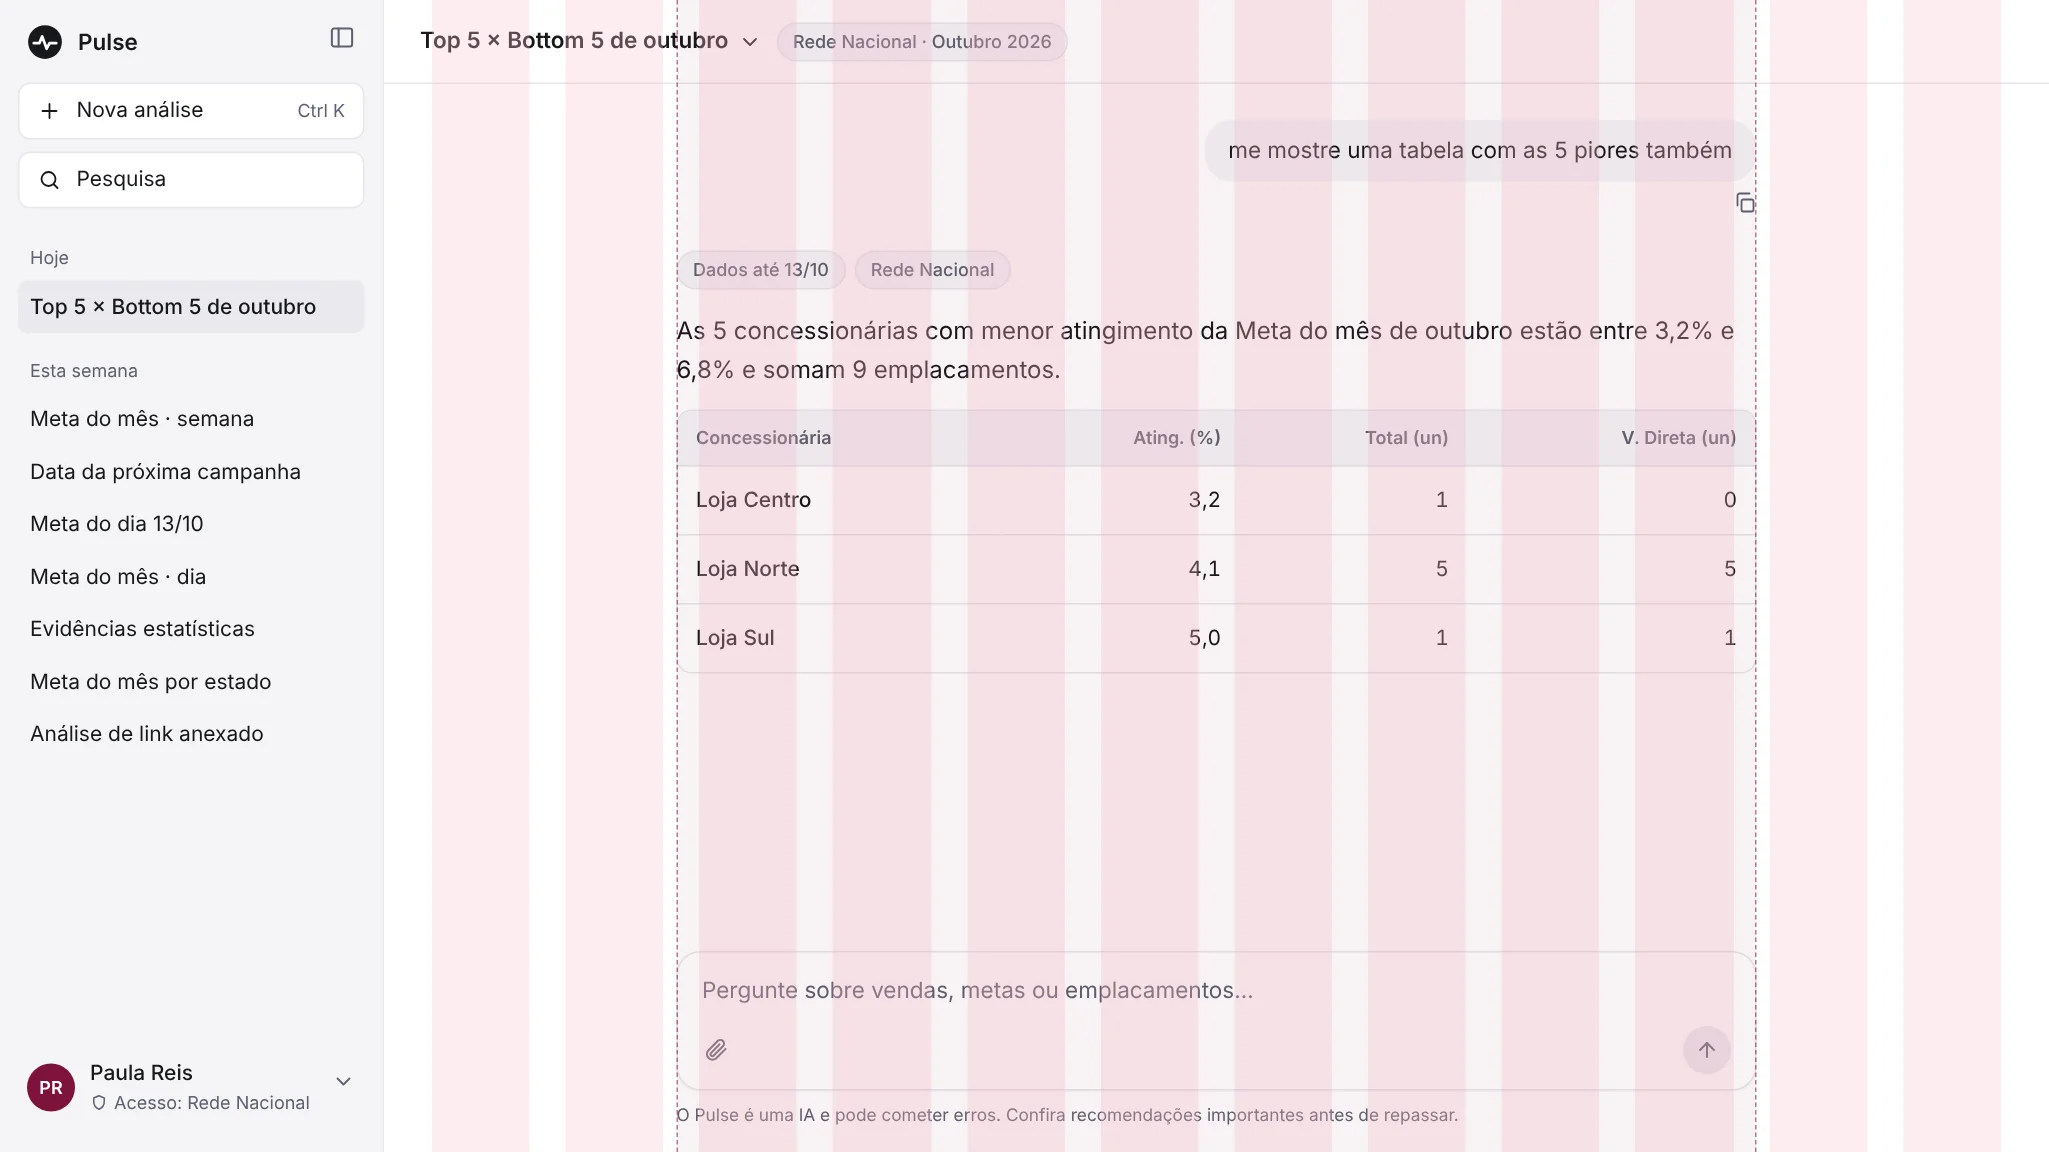 Pulse
Nova análise Ctrl K
Pesquisa
Hoje
Top 5 × Bottom 5 de outubro
Esta semana
Meta do mês · semana
Data da próxima campanha
Meta do dia 13/10
Meta do mês · dia
Evidências estatísticas
Meta do mês por estado
Análise de link anexado
PR
Paula Reis
Acesso: Rede Nacional
Top 5 × Bottom 5 de outubro
Rede Nacional · Outubro 2026
me mostre uma tabela com as 5 piores também
Dados até 13/10 Rede Nacional
As 5 concessionárias com menor atingimento da Meta do mês de outubro estão entre 3,2% e
6,8% e somam 9 emplacamentos.
Concessionária Ating. (%) Total (un) V. Direta (un)
Loja Centro 3,2 1 0
Loja Norte 4,1 5 5
Loja Sul 5,0 1 1
Pergunte sobre vendas, metas ou emplacamentos...
O Pulse é uma IA e pode cometer erros. Confira recomendações importantes antes de repassar.